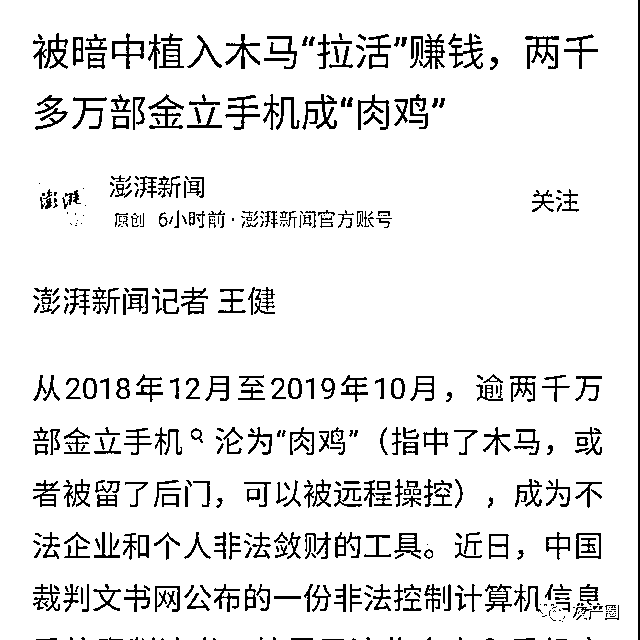 被暗中植入木马“拉活”赚钱，两千
多万部金立手机成“肉鸡”
澎湃
澎湃新闻
原创 6小时前·澎湃新闻官方账号
关注
澎湃新闻记者 王健
从2018年12月至2019年10月，逾两千万
部金立手机 沦为“肉鸡”（指中了木马，或
者被留了后门，可以被远程操控），成为不
法企业和个人非法敛财的工具。近日，中国
裁判文书网公布的一份非法控制计算机信息
灰产圈